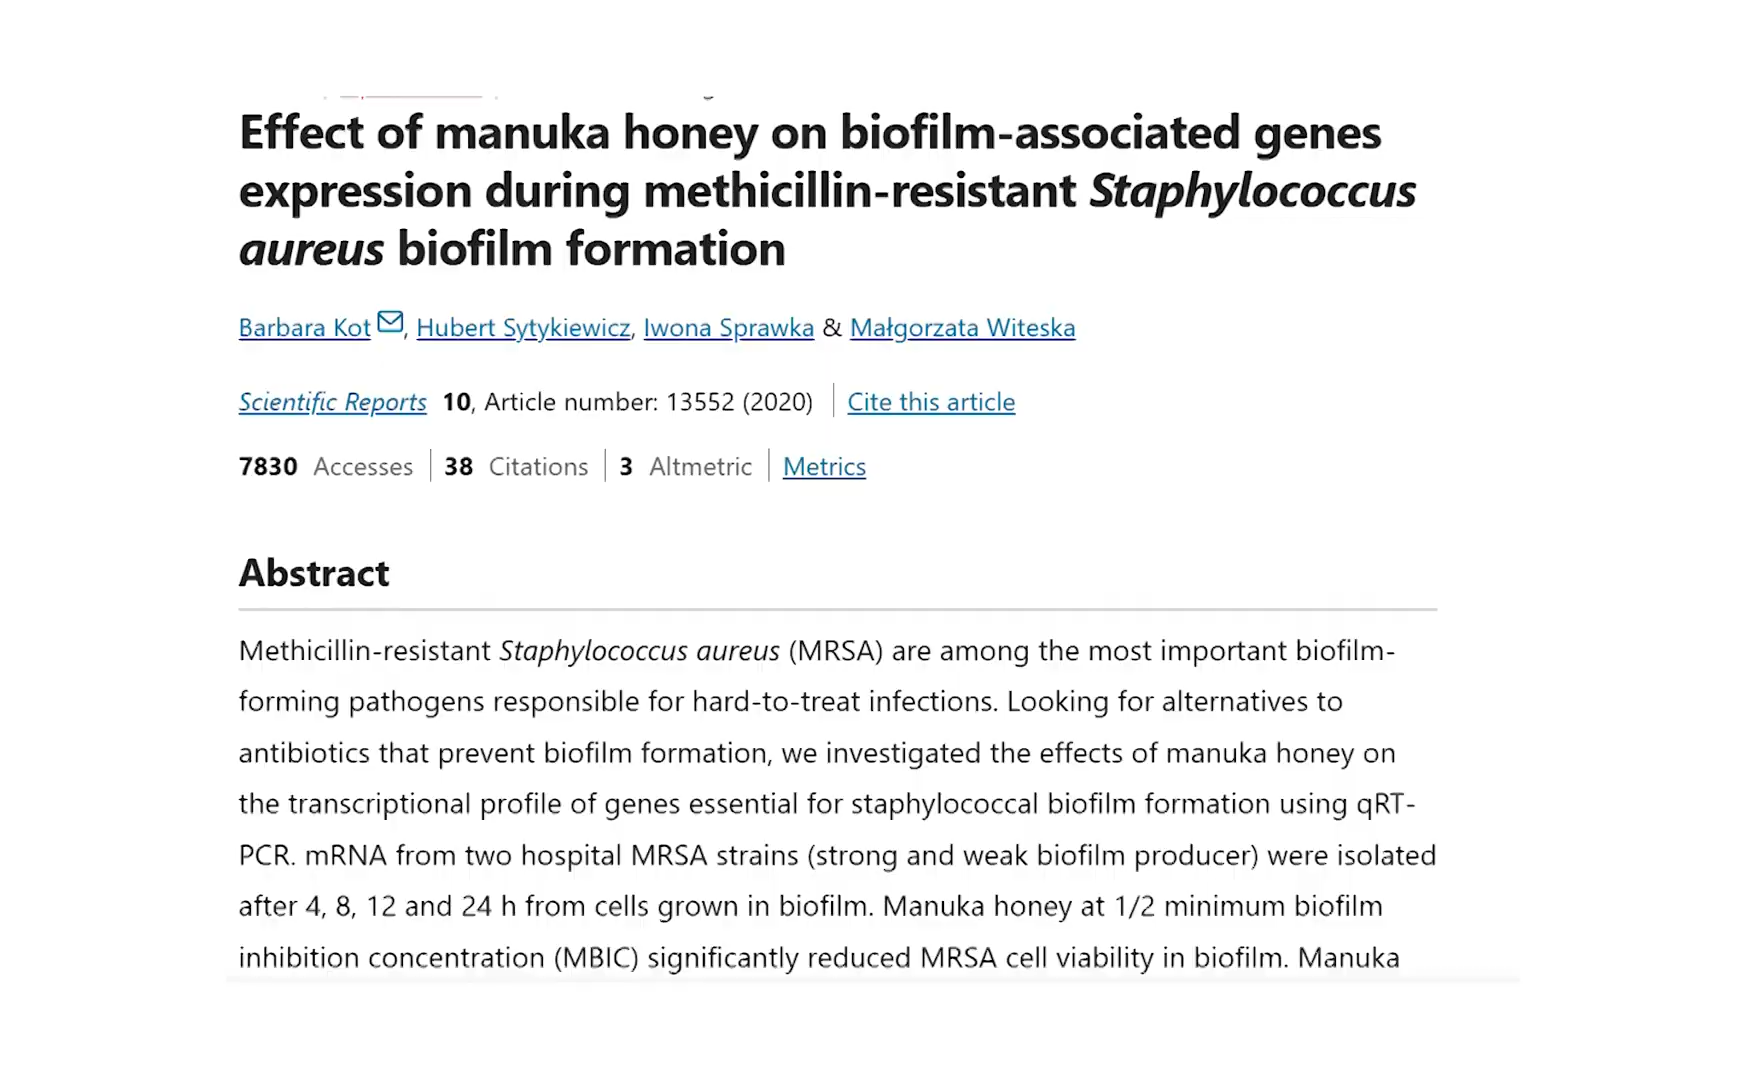 Effect of manuka honey on biofilm-associated genes
expression during methicillin-resistant Staphylococcus
aureus biofilm formation
Barbara Kot, Hubert Sytykiewicz, Iwona Sprawka & Małgorzata Witeska
Scientific Reports 10, Article number: 13552 (2020) | Cite this article
7830 Accesses | 38 Citations | 3 Altmetric | Metrics
Abstract
Methicillin-resistant Staphylococcus aureus (MRSA) are among the most important biofilm-
forming pathogens responsible for hard-to-treat infections. Looking for alternatives to
antibiotics that prevent biofilm formation, we investigated the effects of manuka honey on
the transcriptional profile of genes essential for staphylococcal biofilm formation using qRT-
PCR. mRNA from two hospital MRSA strains (strong and weak biofilm producer) were isolated
after 4, 8, 12 and 24 h from cells grown in biofilm. Manuka honey at 1/2 minimum biofilm
inhibition concentration (MBIC) significantly reduced MRSA cell viability in biofilm. Manuka